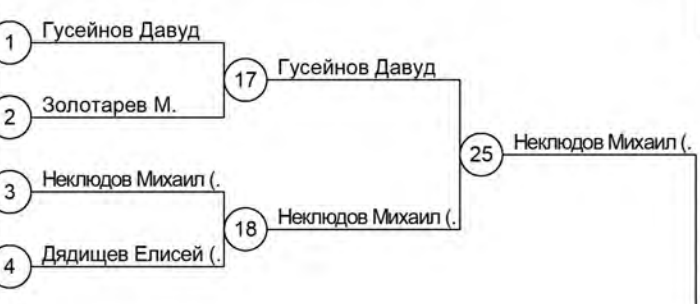 1 Гусейнов Давуд
17 Гусейнов Давуд
2 Золотарев М.
25 Неклюдов Михаил (.
3 Неклюдов Михаил (.
18 Неклюдов Михаил (.
4 Дядищев Елисей (.